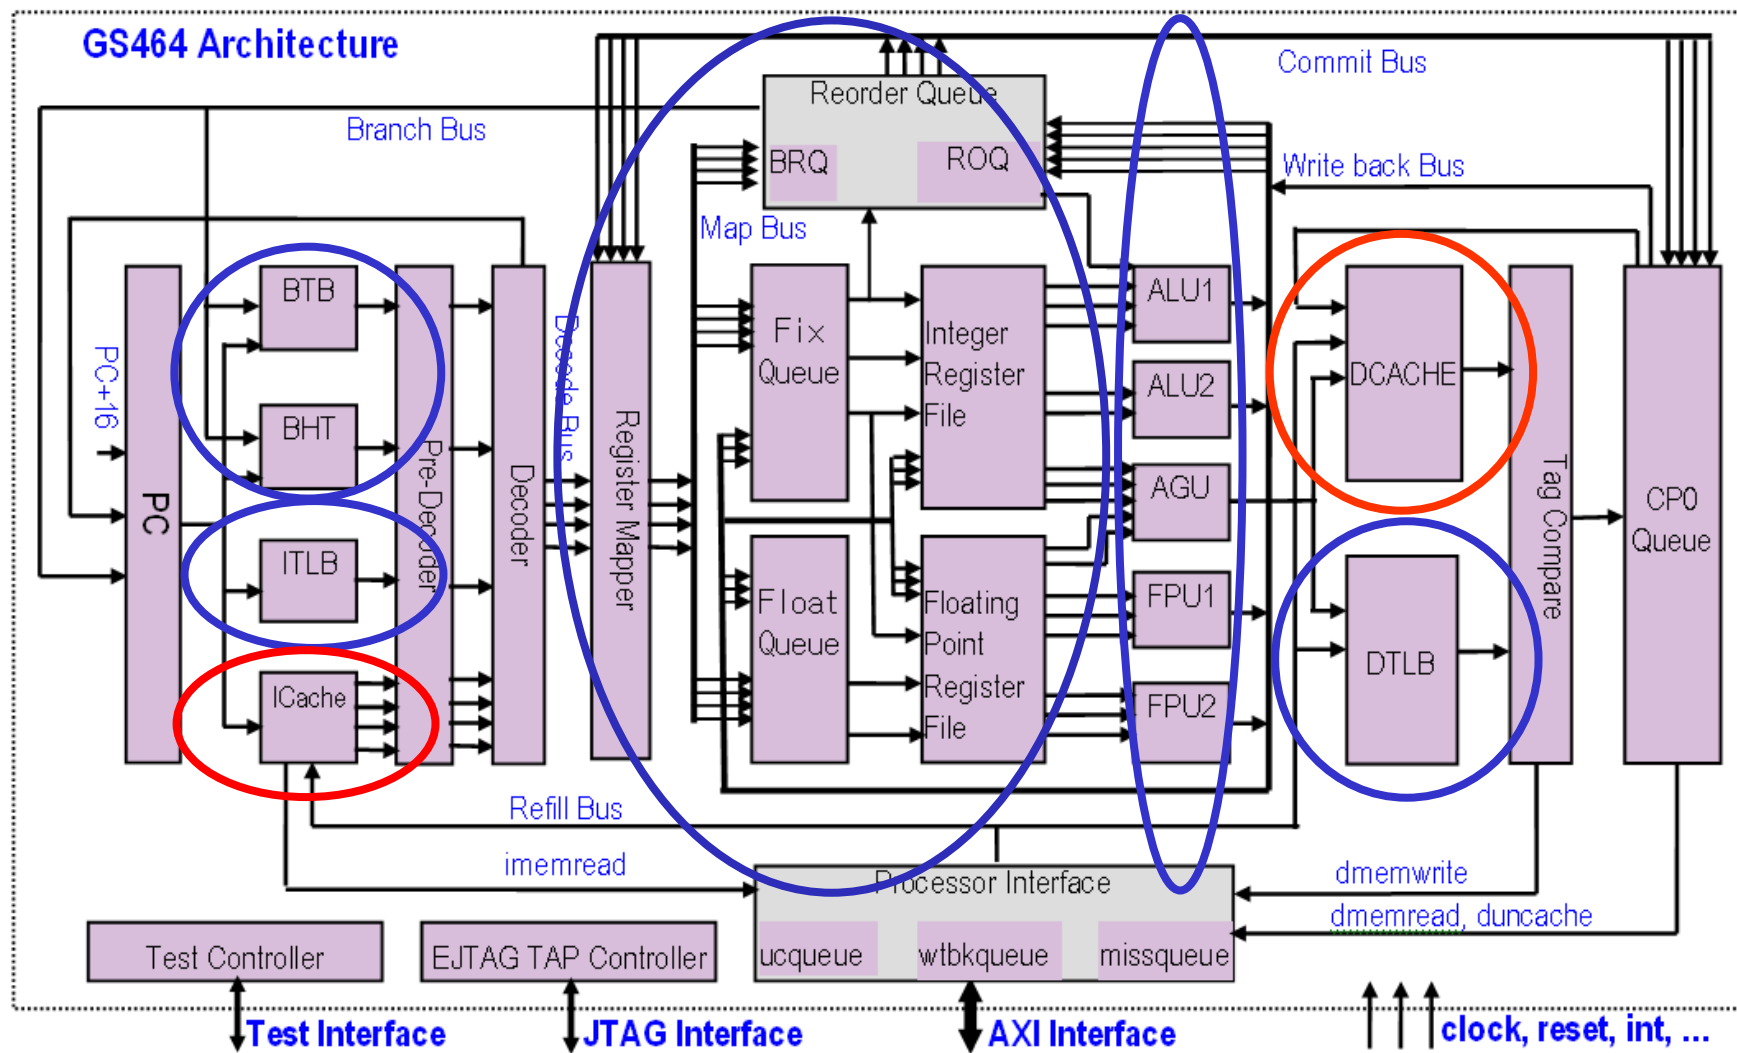 GS464 Architecture
Commit Bus
Reorder Queue
Branch Bus
BRQ
ROQ
Write back Bus
Map Bus
BTB
BHT
ITLB
ICache
PC+16
PC
Pre-Decoder
Decoder
Decode Bus
Register Mapper
Fix
Queue
Float
Queue
Integer
Register
File
Floating
Point
Register
File
ALU1
ALU2
AGU
FPU1
FPU2
DCACHE
DTLB
Tag Compare
CP0
Queue
Refill Bus
imemread
Processor Interface
dmemwrite
dmemread, duncache
ucqueue
wtbkqueue
missqueue
Test Controller
EJTAG TAP Controller
Test Interface
JTAG Interface
AXI Interface
clock, reset, int, ...